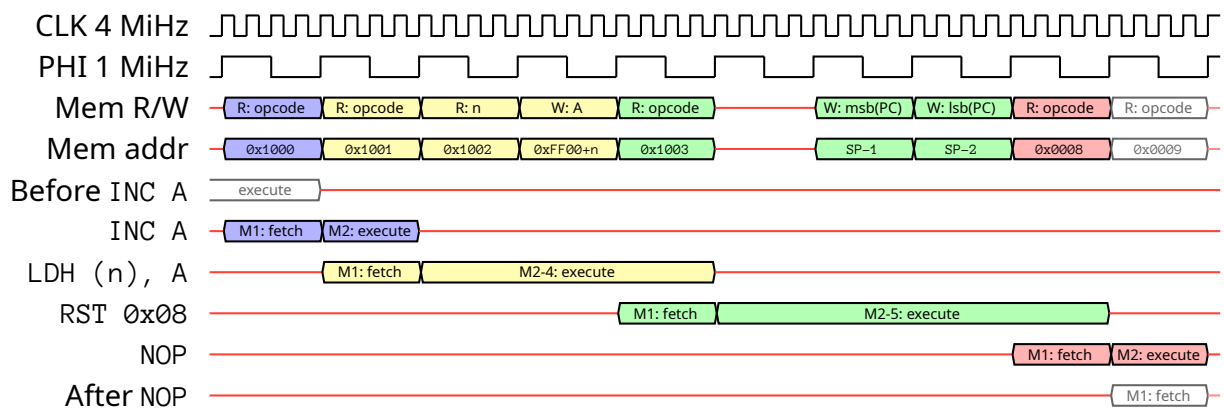 CLK 4 MiHz
PHI 1 MiHz
Mem R/W R: opcode R: opcode R: n W: A R: opcode W: msb(PC) W: lsb(PC) R: opcode R: opcode
Mem addr 0x1000 0x1001 0x1002 0xFF00+n 0x1003 SP-1 SP-2 0x0008 0x0009
Before INC A execute
INC A M1: fetch M2: execute
LDH (n), A M1: fetch M2-4: execute
RST 0x08 M1: fetch M2-5: execute
NOP M1: fetch M2: execute
After NOP M1: fetch